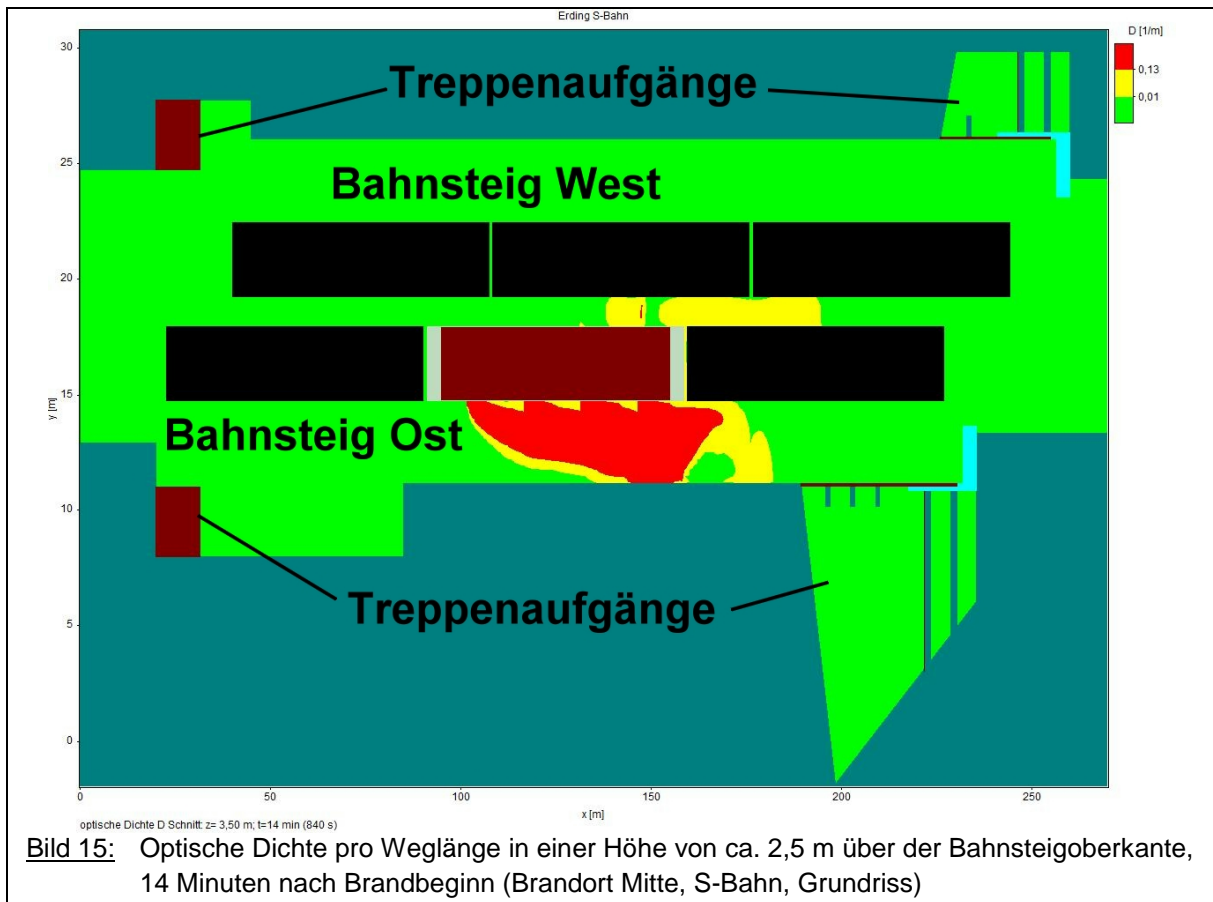 Erding S-Bahn
D [1/m]
0,13
0,01
30
25
20
15
10
5
0
y [m]
Treppenaufgänge
Bahnsteig West
Bahnsteig Ost
Treppenaufgänge
0
50
100
150
200
250
x [m]
optische Dichte D Schnitt: z= 3,50 m; t=14 min (840 s)
Bild 15: Optische Dichte pro Weglänge in einer Höhe von ca. 2,5 m über der Bahnsteigoberkante,
14 Minuten nach Brandbeginn (Brandort Mitte, S-Bahn, Grundriss)